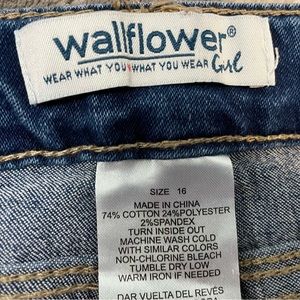 wallflower®
WEAR WHAT YOU WHAT YOU WEAR Girl
SIZE 16
MADE IN CHINA
74% COTTON 24%POLYESTER
2%SPANDEX
TURN INSIDE OUT
MACHINE WASH COLD
WITH SIMILAR COLORS
NON-CHLORINE BLEACH
TUMBLE DRY LOW
WARM IRON IF NEEDED
DAR VUELTA DEL REVÉS